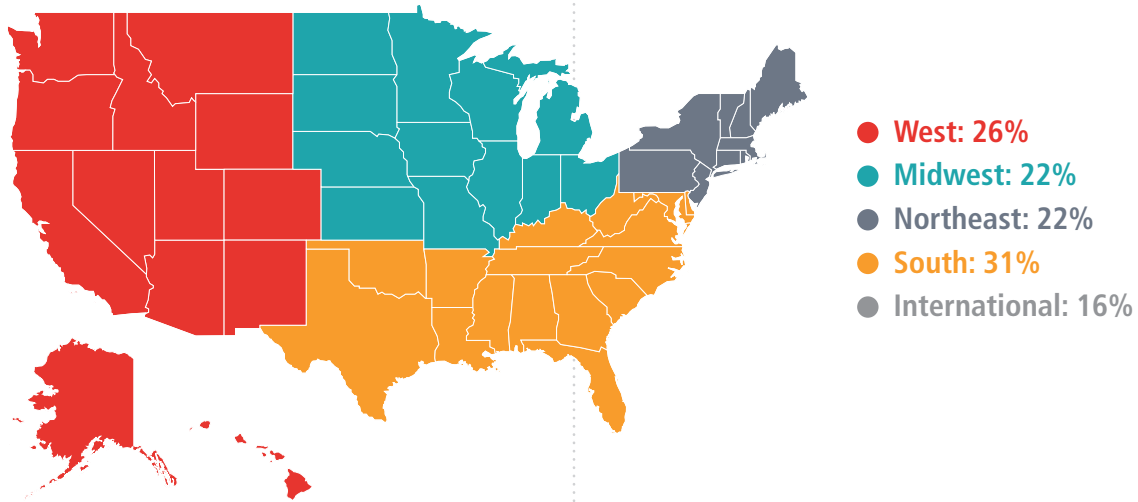 West: 26%
Midwest: 22%
Northeast: 22%
South: 31%
International: 16%